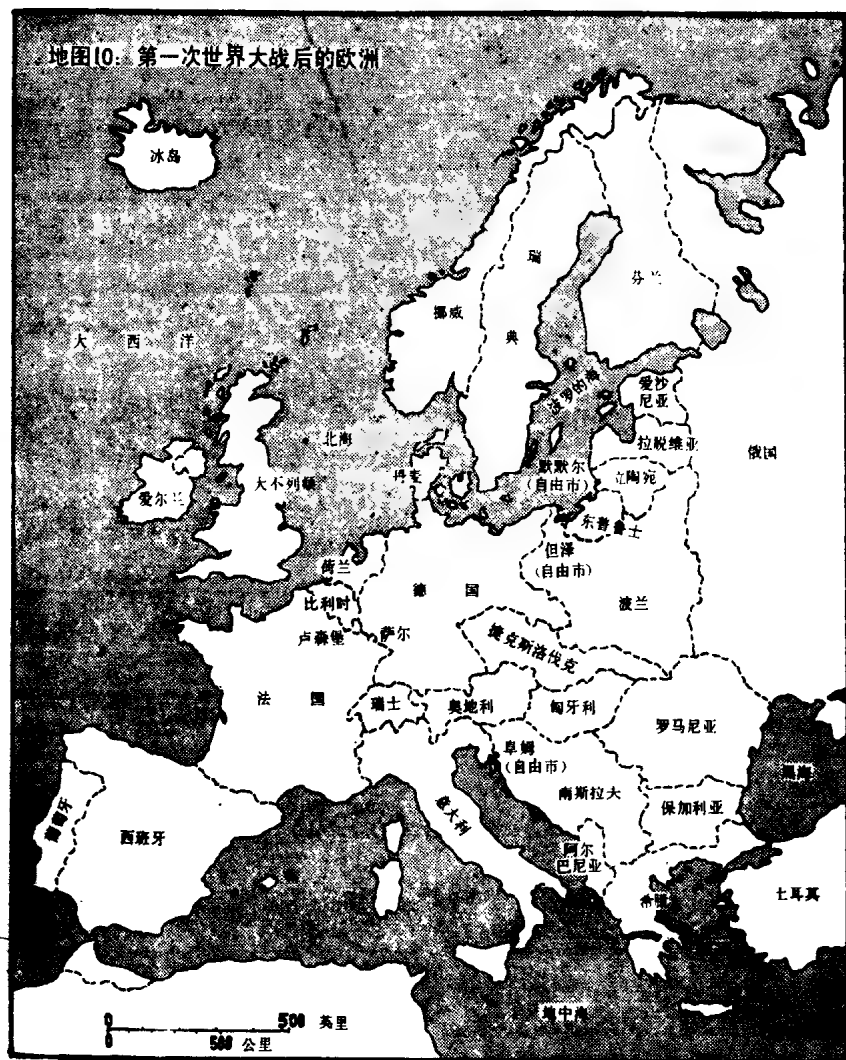 地图10：第一次世界大战后的欧洲
冰岛
瑞
典
芬兰
挪威
大西洋
爱沙
尼亚
波罗的海
北海
拉脱维亚
俄国
丹麦
默默尔
(自由市)
立陶宛
爱尔兰
大不列颠
东普鲁士
但泽
(自由市)
荷兰
德国
波兰
比利时
卢森堡
萨尔
捷克斯洛伐克
法国
瑞士
奥地利
匈牙利
罗马尼亚
阜姆
(自由市)
黑海
南斯拉夫
保加利亚
意大利
葡萄牙
西班牙
阿尔
巴尼亚
希腊
土耳其
地中海
0 500 英里
0 500 公里